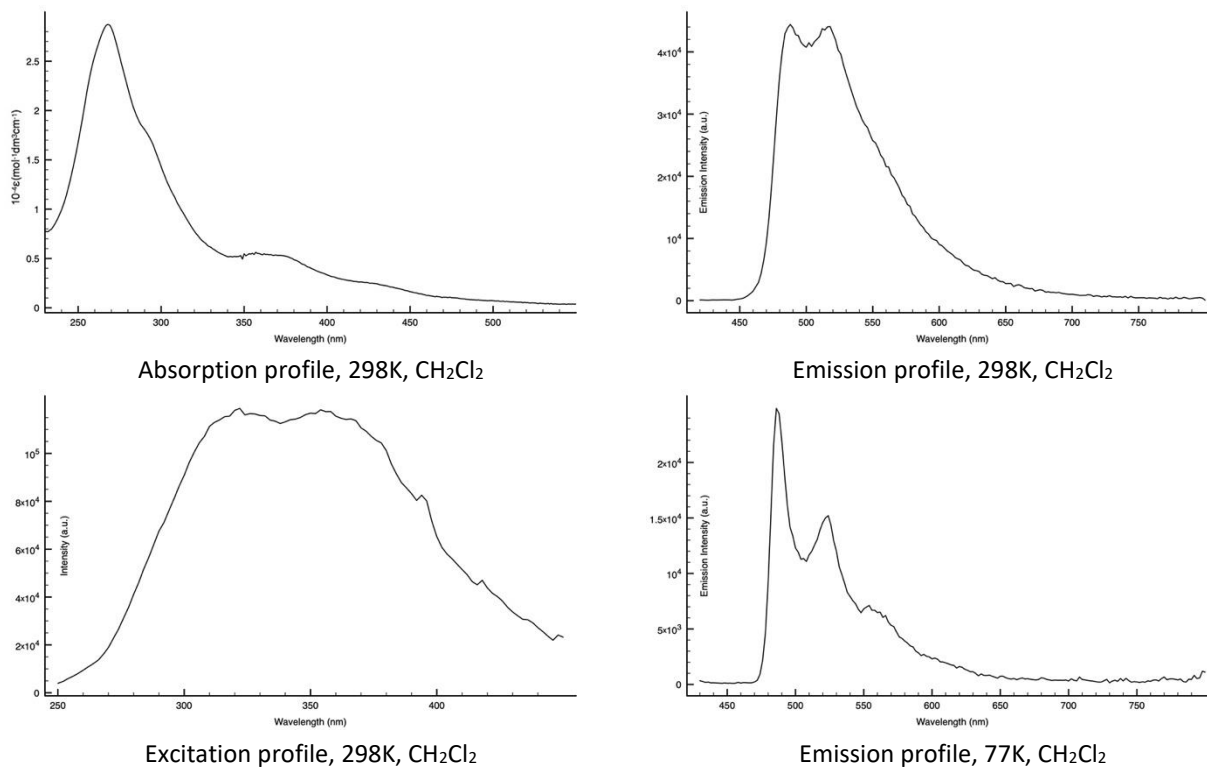 2.5
2
1.5
1
0.5
0
10⁻⁴ε(mol⁻¹dm³cm⁻¹)
250 300 350 400 450 500
Wavelength (nm)
Absorption profile, 298K, CH₂Cl₂
4×10⁴
3×10⁴
2×10⁴
10⁴
0
Emission Intensity (a.u.)
450 500 550 600 650 700 750
Wavelength (nm)
Emission profile, 298K, CH₂Cl₂
10⁵
8×10⁴
6×10⁴
4×10⁴
2×10⁴
0
Intensity (a.u.)
250 300 350 400
Wavelength (nm)
Excitation profile, 298K, CH₂Cl₂
2×10⁴
1.5×10⁴
10⁴
5×10³
0
Emission Intensity (a.u.)
450 500 550 600 650 700 750
Wavelength (nm)
Emission profile, 77K, CH₂Cl₂